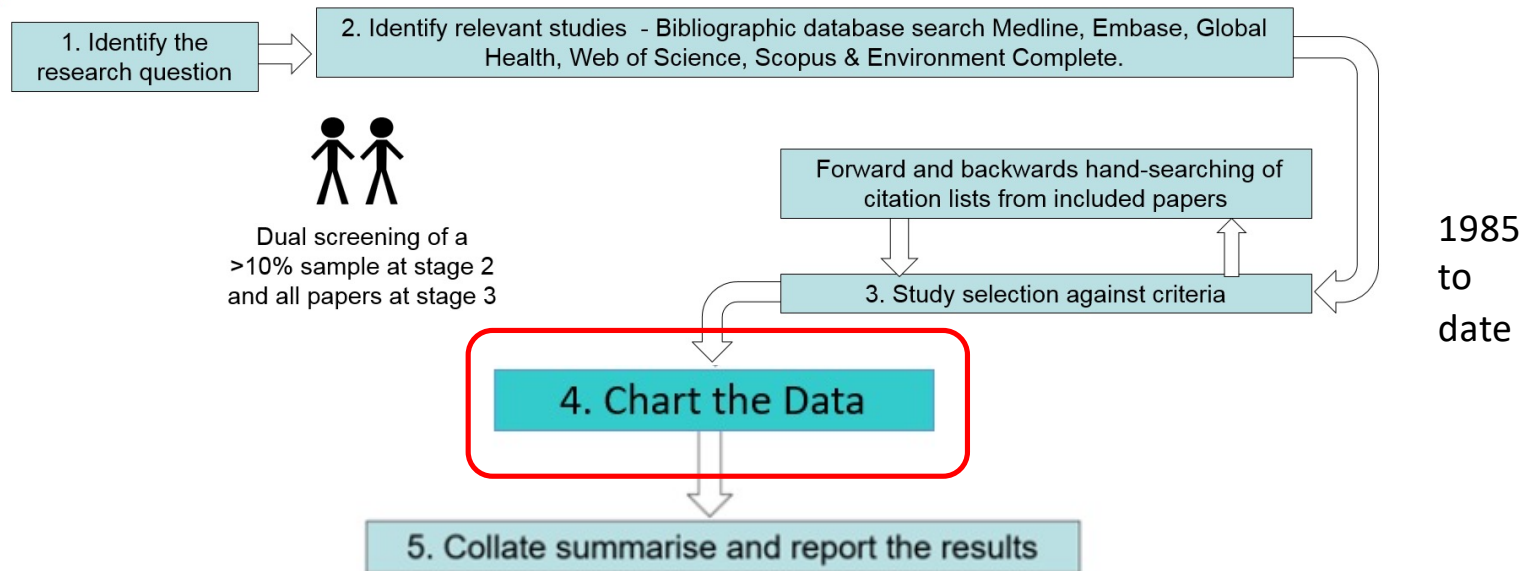 1. Identify the
research question
2. Identify relevant studies  - Bibliographic database search Medline, Embase, Global
Health, Web of Science, Scopus & Environment Complete.
Dual screening of a
>10% sample at stage 2
and all papers at stage 3
Forward and backwards hand-searching of
citation lists from included papers
1985
to
date
3. Study selection against criteria
4. Chart the Data
5. Collate summarise and report the results